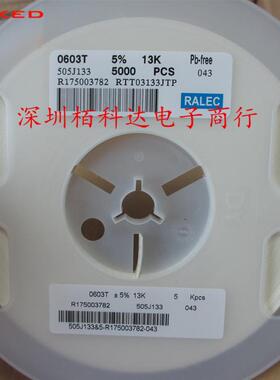 KED
0603T 5% 13K Pb-free
505J133 5000 PCS 043
R175003782 RTT03133JTP
RALEC
深圳栢科达电子商行
0603T ± 5% 13K 5 Kpcs
R175003782 505J133 043
505J133&5-R175003782-043